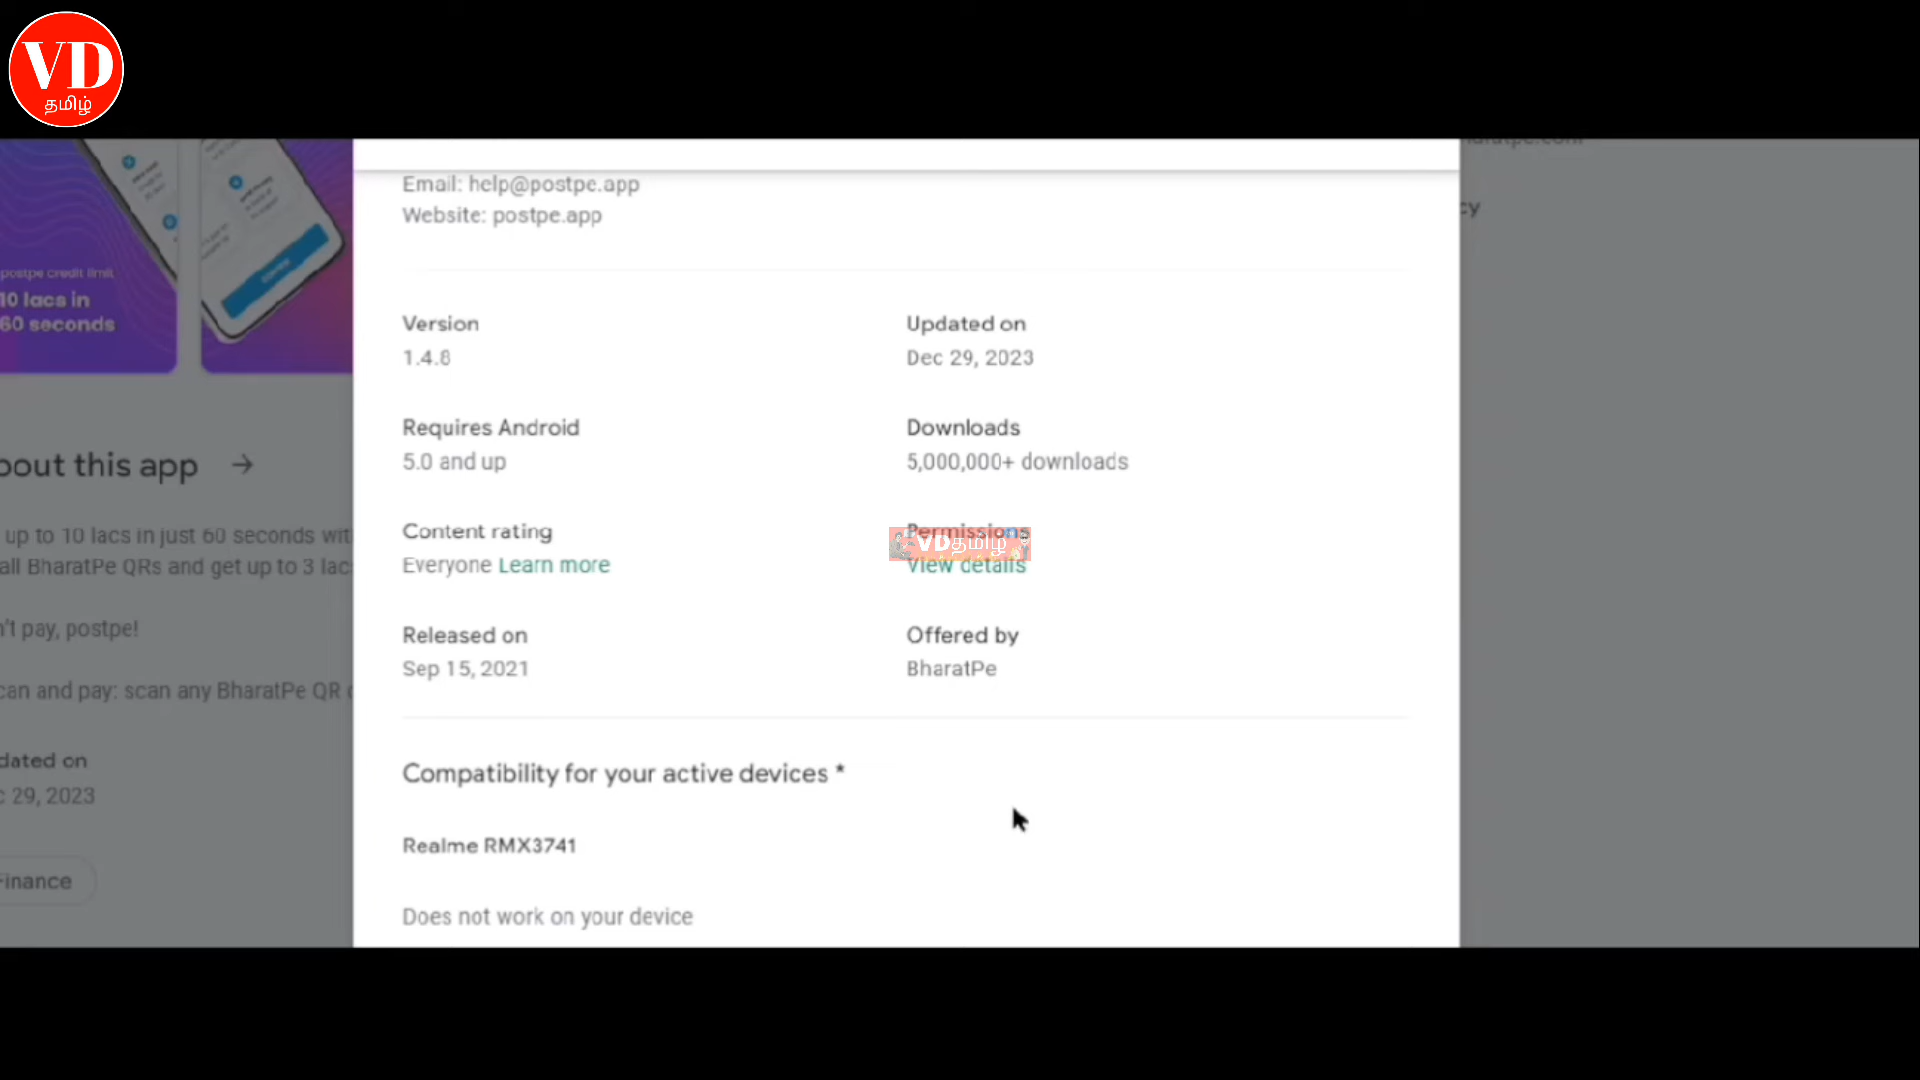 VD
தமிழ்
Email: help@postpe.app
Website: postpe.app
cy
postpe credit limit
10 lacs in
60 seconds
Version
1.4.8
Updated on
Dec 29, 2023
Requires Android
5.0 and up
Downloads
5,000,000+ downloads
bout this app →
up to 10 lacs in just 60 seconds wit
all BharatPe QRs and get up to 3 lac
n't pay, postpe!
can and pay: scan any BharatPe QR
dated on
c 29, 2023
Finance
Content rating
Everyone Learn more
Permissions
View details
VDதமிழ்
Released on
Sep 15, 2021
Offered by
BharatPe
Compatibility for your active devices *
Realme RMX3741
Does not work on your device